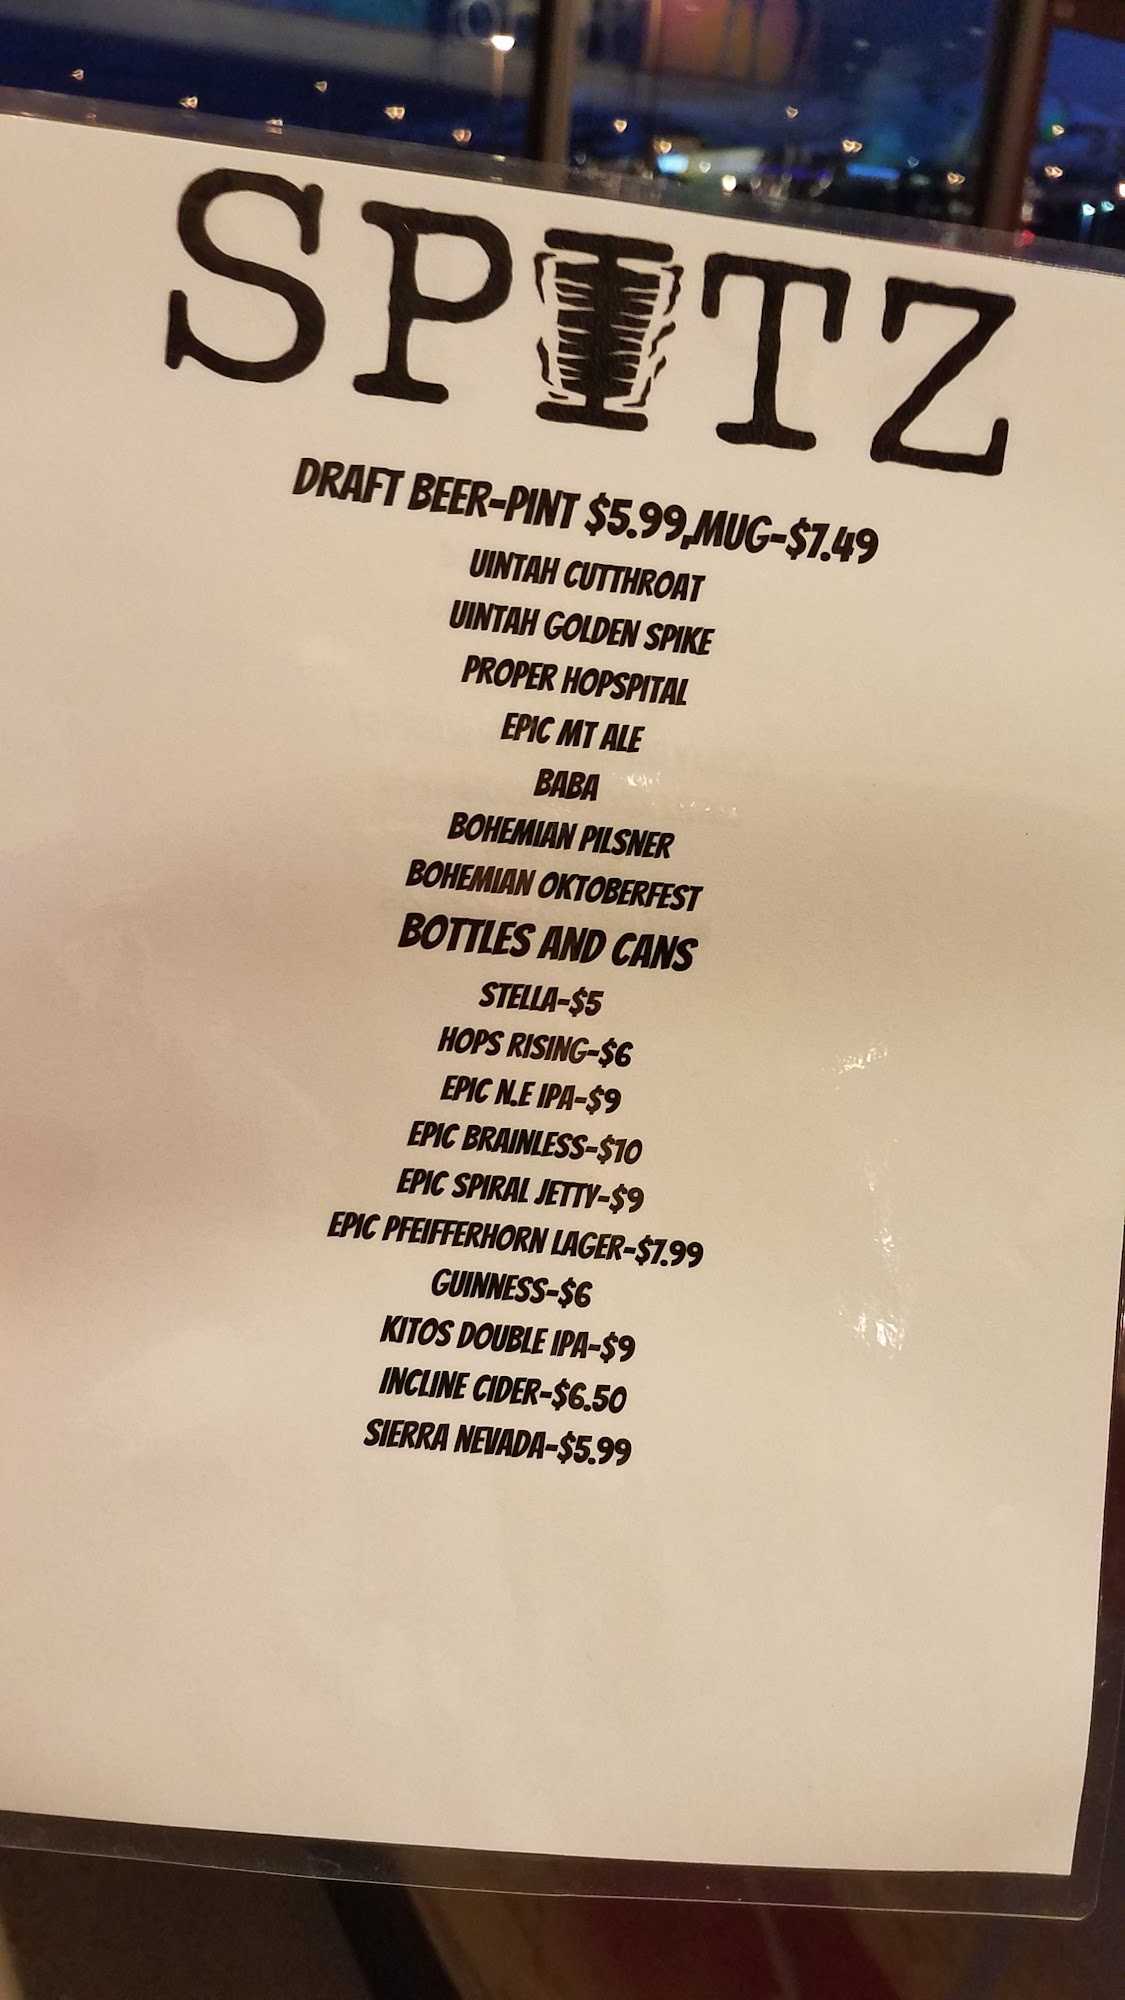 SPITZ
DRAFT BEER-PINT $5.99,MUG-$7.49
UINTAH CUTTHROAT
UINTAH GOLDEN SPIKE
PROPER HOPSPITAL
EPIC MT ALE
BABA
BOHEMIAN PILSNER
BOHEMIAN OKTOBERFEST
BOTTLES AND CANS
STELLA-$5
HOPS RISING-$6
EPIC N.E IPA-$9
EPIC BRAINLESS-$10
EPIC SPIRAL JETTY-$9
EPIC PFEIFFERHORN LAGER-$7.99
GUINNESS-$6
KITOS DOUBLE IPA-$9
INCLINE CIDER-$6.50
SIERRA NEVADA-$5.99